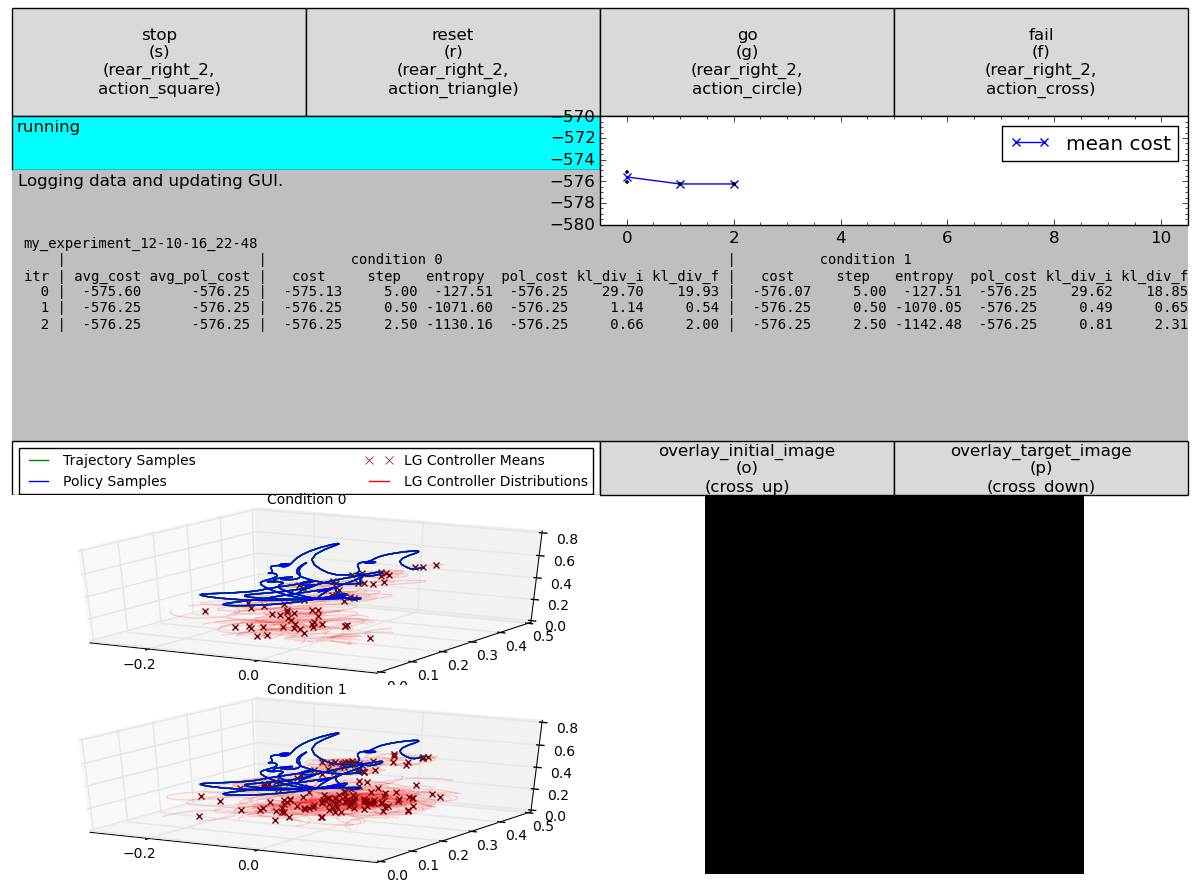 stop
(s)
(rear_right_2,
action_square)
reset
(r)
(rear_right_2,
action_triangle)
go
(g)
(rear_right_2,
action_circle)
fail
(f)
(rear_right_2,
action_cross)
running
Logging data and updating GUI.
−570
−572
−574
−576
−578
−580
mean cost
0 2 4 6 8 10
my_experiment_12-10-16_22-48
| | condition 0 | condition 1
itr | avg_cost avg_pol_cost | cost step entropy pol_cost kl_div_i kl_div_f | cost step entropy pol_cost kl_div_i kl_div_f
0 | -575.60 -576.25 | -575.13 5.00 -127.51 -576.25 29.70 19.93 | -576.07 5.00 -127.51 -576.25 29.62 18.85
1 | -576.25 -576.25 | -576.25 0.50 -1071.60 -576.25 1.14 0.54 | -576.25 0.50 -1070.05 -576.25 0.49 0.65
2 | -576.25 -576.25 | -576.25 2.50 -1130.16 -576.25 0.66 2.00 | -576.25 2.50 -1142.48 -576.25 0.81 2.31
Trajectory Samples
Policy Samples
LG Controller Means
LG Controller Distributions
overlay_initial_image
(o)
(cross_up)
overlay_target_image
(p)
(cross_down)
Condition 0
0.8
0.6
0.4
0.2
0.0
0.5
0.4
0.3
0.2
0.1
0.0
−0.2
0.0
Condition 1
0.8
0.6
0.4
0.2
0.0
0.5
0.4
0.3
0.2
0.1
0.0
−0.2
0.0